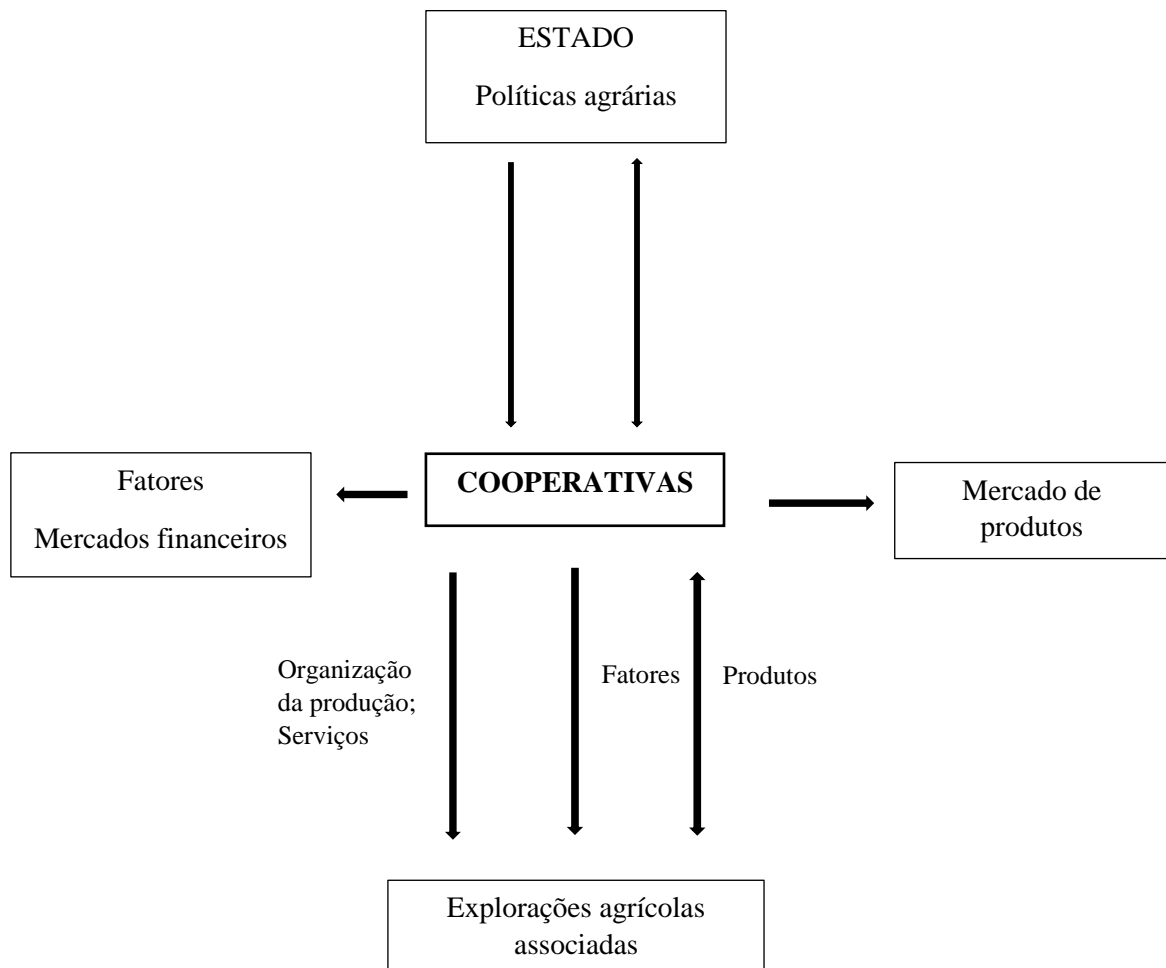 ESTADO
Políticas agrárias
Fatores
Mercados financeiros
COOPERATIVAS
Mercado de
produtos
Organização
da produção;
Serviços
Fatores
Produtos
Explorações agrícolas
associadas